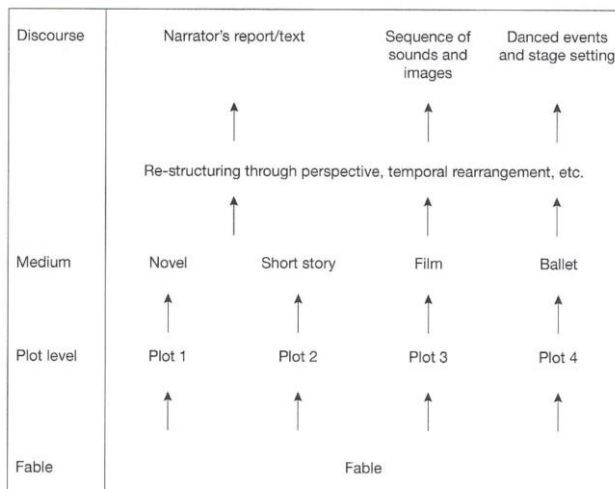 Discourse Narrator's report/text Sequence of Danced events
sounds and and stage setting
images
Re-structuring through perspective, temporal rearrangement, etc.
Medium Novel Short story Film Ballet
Plot level Plot 1 Plot 2 Plot 3 Plot 4
Fable Fable